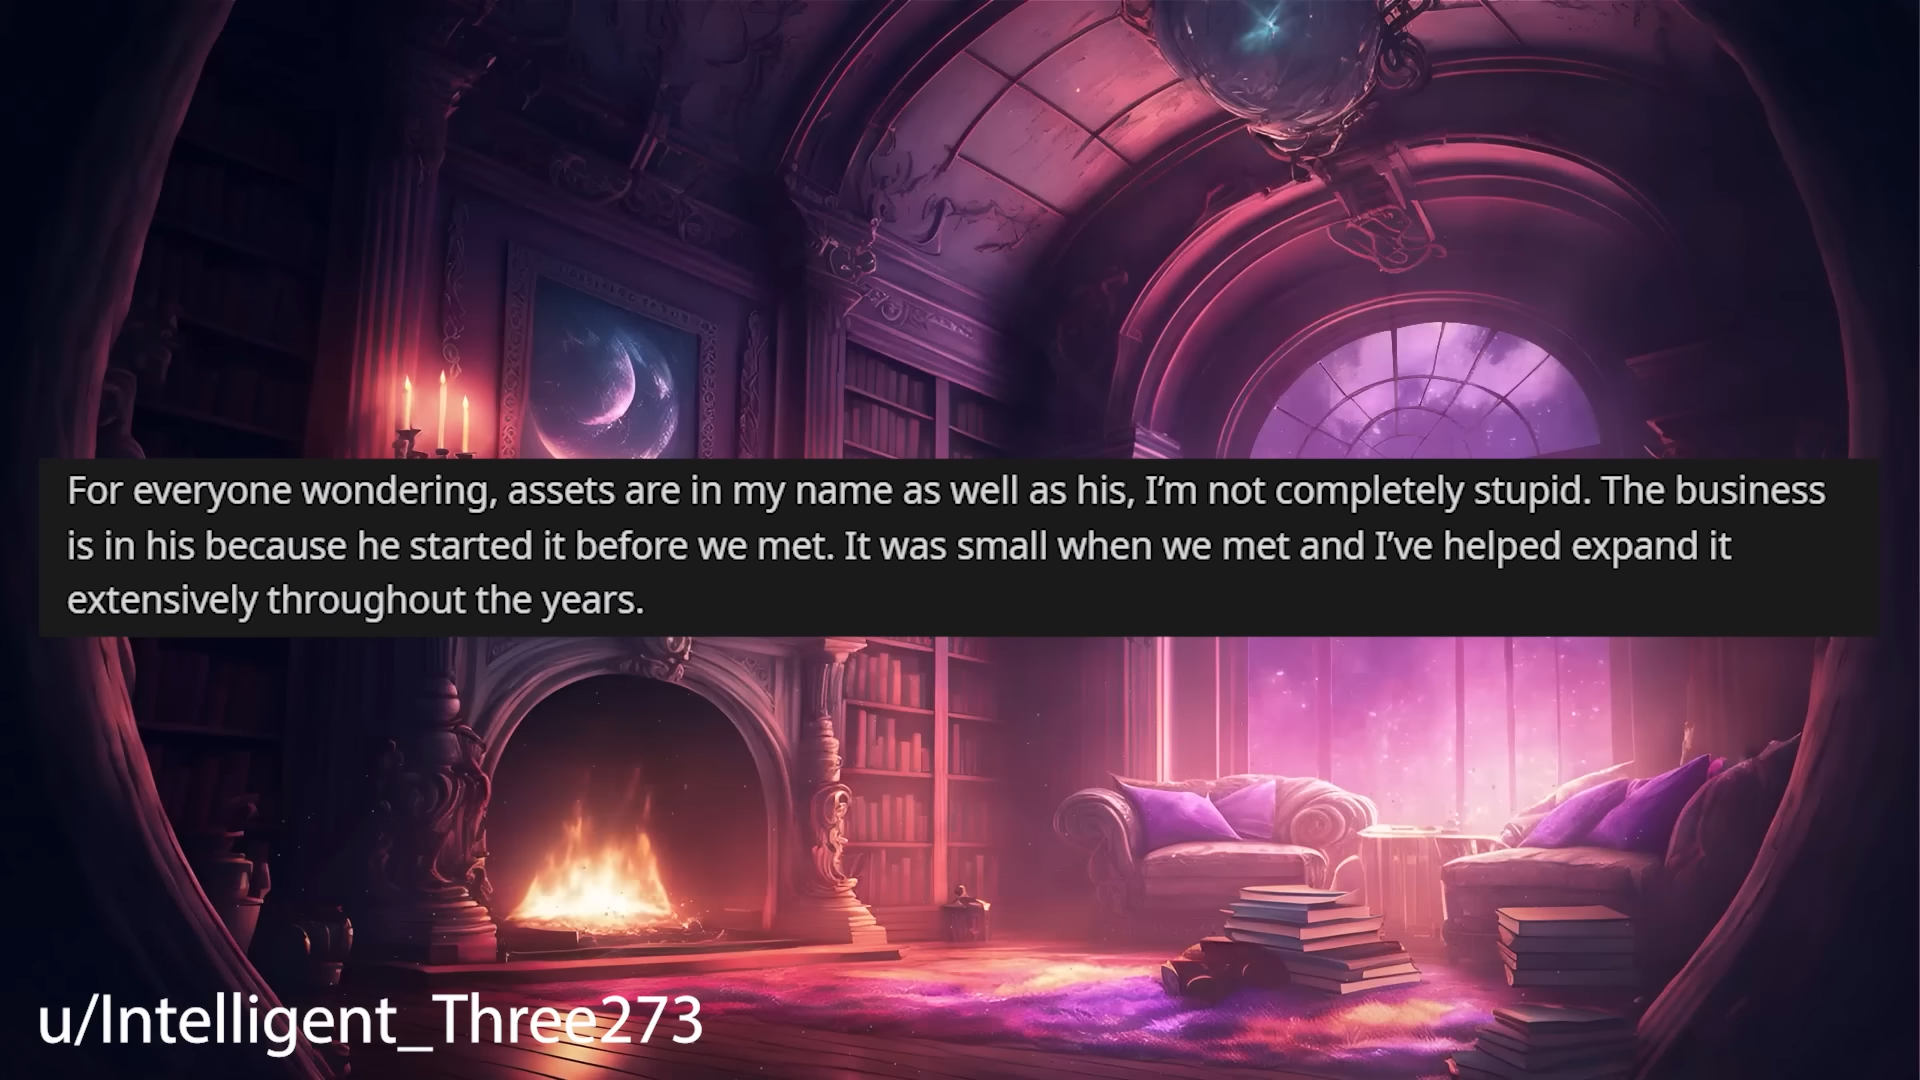 For everyone wondering, assets are in my name as well as his, I’m not completely stupid. The business
is in his because he started it before we met. It was small when we met and I’ve helped expand it
extensively throughout the years.
u/Intelligent_Three273